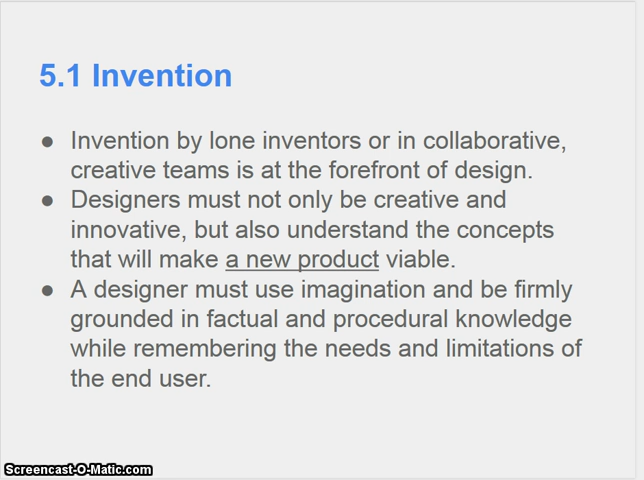 5.1 Invention
● Invention by lone inventors or in collaborative,
creative teams is at the forefront of design.
● Designers must not only be creative and
innovative, but also understand the concepts
that will make a new product viable.
● A designer must use imagination and be firmly
grounded in factual and procedural knowledge
while remembering the needs and limitations of
the end user.
Screencast-O-Matic.com